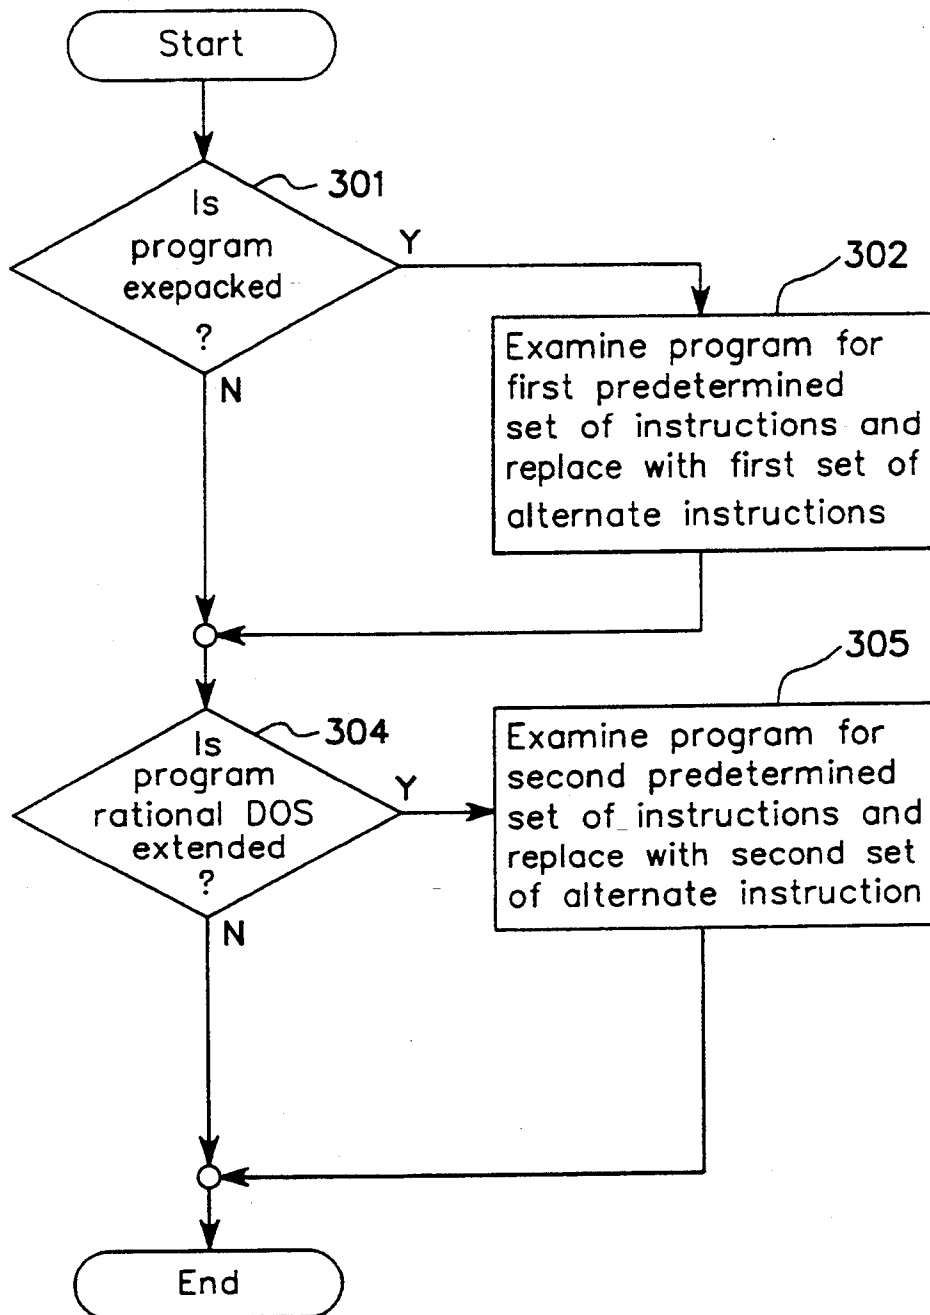 Start
301
Is
program
exepacked
?
Y
N
302
Examine program for
first predetermined
set of instructions and
replace with first set of
alternate instructions
304
Is
program
rational DOS
extended
?
Y
N
305
Examine program for
second predetermined
set of instructions and
replace with second set
of alternate instruction
End